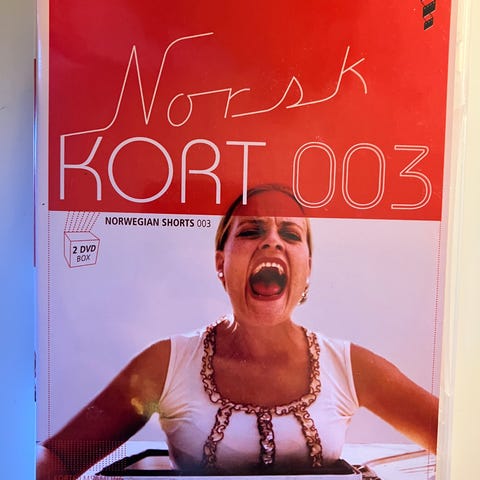 Norsk
KORT 003
NORWEGIAN SHORTS 003
2 DVD
BOX